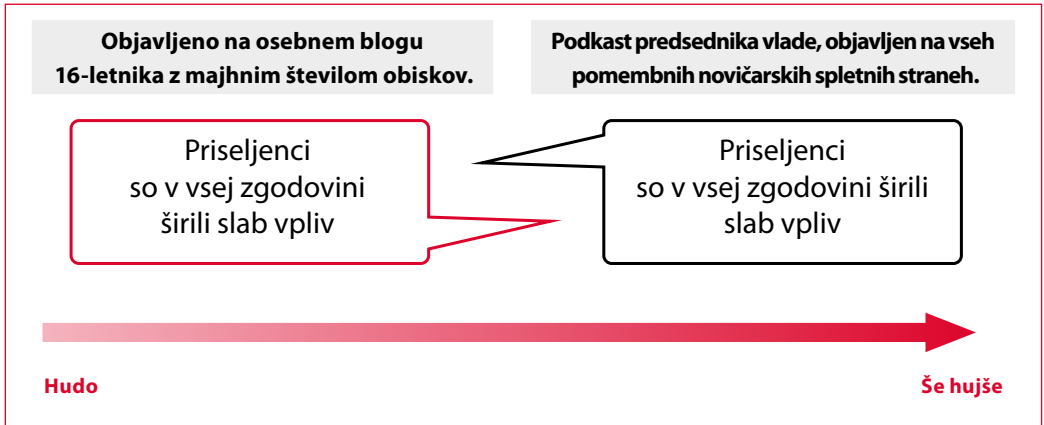 Objavljeno na osebnem blogu
16-letnika z majhnim številom obiskov.
Podkast predsednika vlade, objavljen na vseh
pomembnih novičarskih spletnih straneh.
Priseljenci
so v vsej zgodovini
širili slab vpliv
Priseljenci
so v vsej zgodovini širili
slab vpliv
Hudo
Še hujše